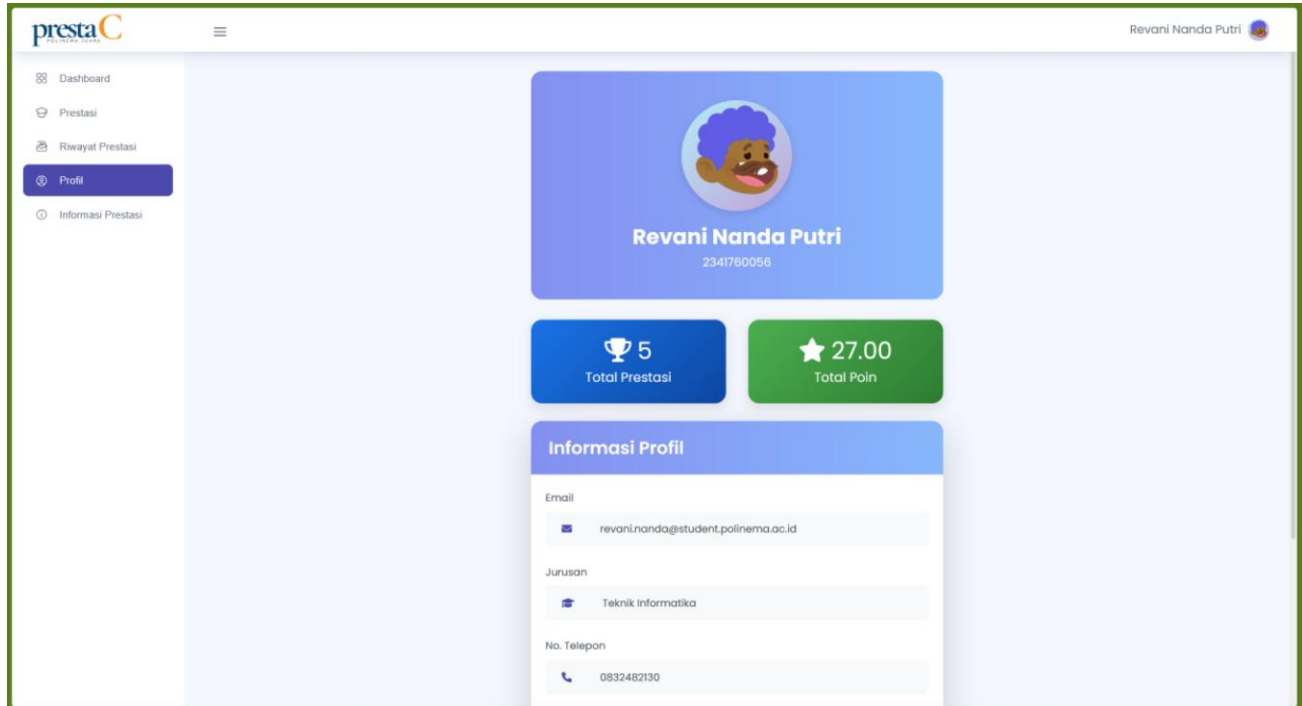 prestaC
POLINEMA JUARA
Revani Nanda Putri
Dashboard
Prestasi
Riwayat Prestasi
Profil
Informasi Prestasi
Revani Nanda Putri
2341760056
5
Total Prestasi
27.00
Total Poin
Informasi Profil
Email
revani.nanda@student.polinema.ac.id
Jurusan
Teknik Informatika
No. Telepon
0832482130